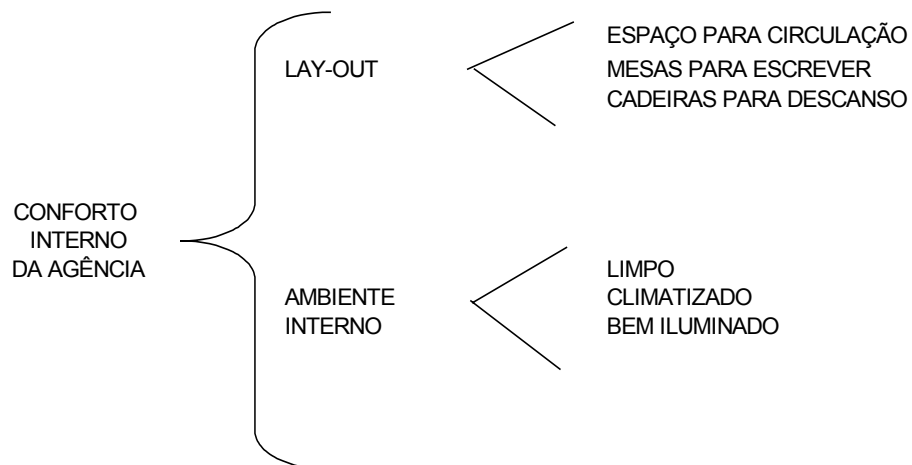 CONFORTO
INTERNO
DA AGÊNCIA
LAY-OUT
ESPAÇO PARA CIRCULAÇÃO
MESAS PARA ESCREVER
CADEIRAS PARA DESCANSO
AMBIENTE
INTERNO
LIMPO
CLIMATIZADO
BEM ILUMINADO